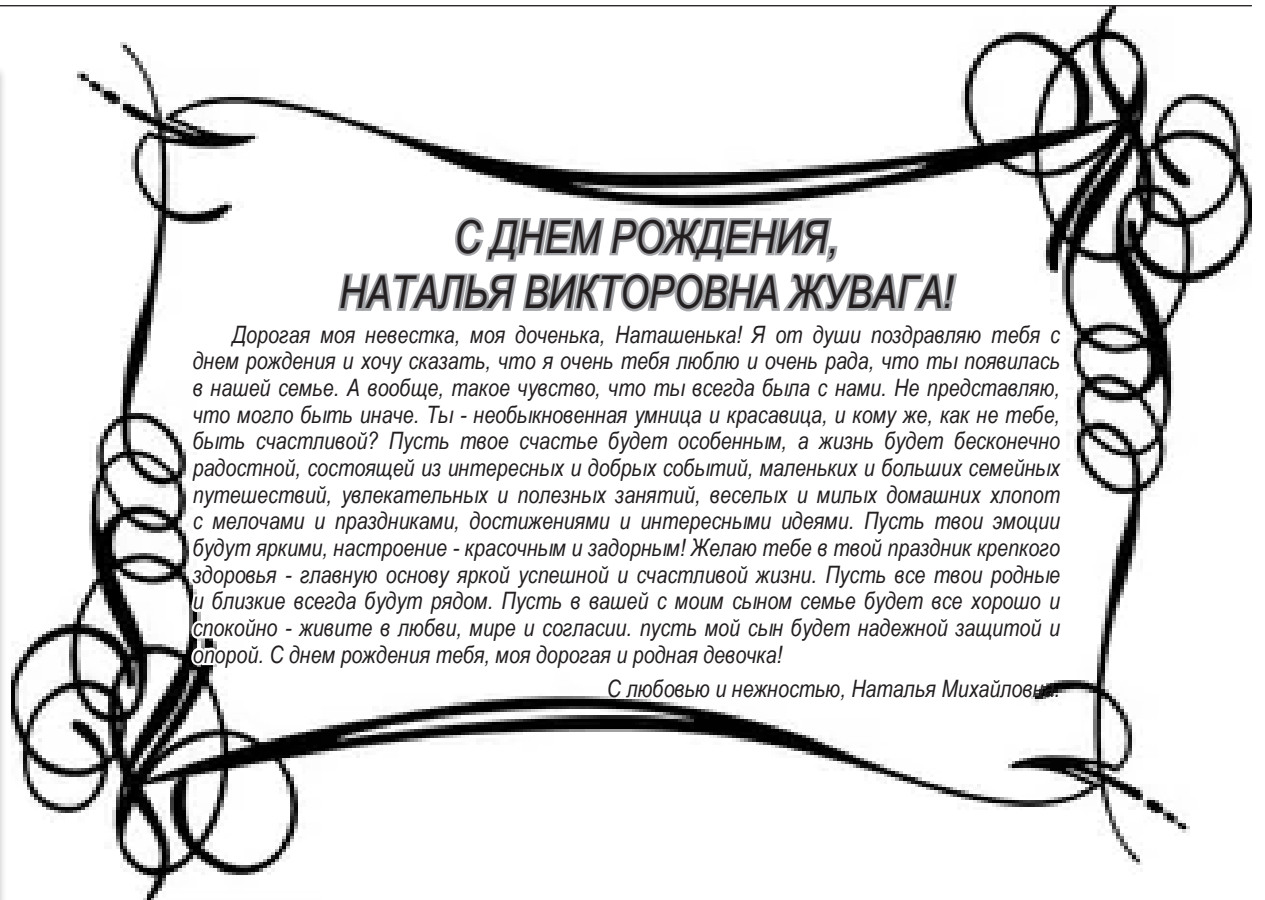 С ДНЕМ РОЖДЕНИЯ,
НАТАЛЬЯ ВИКТОРОВНА ЖУВАГА!
Дорогая моя невестка, моя доченька, Наташенька! Я от души поздравляю тебя с
днем рождения и хочу сказать, что я очень тебя люблю и очень рада, что ты появилась
в нашей семье. А вообще, такое чувство, что ты всегда была с нами. Не представляю,
что могло быть иначе. Ты - необыкновенная умница и красавица, и кому же, как не тебе,
быть счастливой? Пусть твое счастье будет особенным, а жизнь будет бесконечно
радостной, состоящей из интересных и добрых событий, маленьких и больших семейных
путешествий, увлекательных и полезных занятий, веселых и милых домашних хлопот
с мелочами и праздниками, достижениями и интересными идеями. Пусть твои эмоции
будут яркими, настроение - красочным и задорным! Желаю тебе в твой праздник крепкого
здоровья - главную основу яркой успешной и счастливой жизни. Пусть все твои родные
и близкие всегда будут рядом. Пусть в вашей с моим сыном семье будет все хорошо и
спокойно - живите в любви, мире и согласии. пусть мой сын будет надежной защитой и
опорой. С днем рождения тебя, моя дорогая и родная девочка!
С любовью и нежностью, Наталья Михайловна.